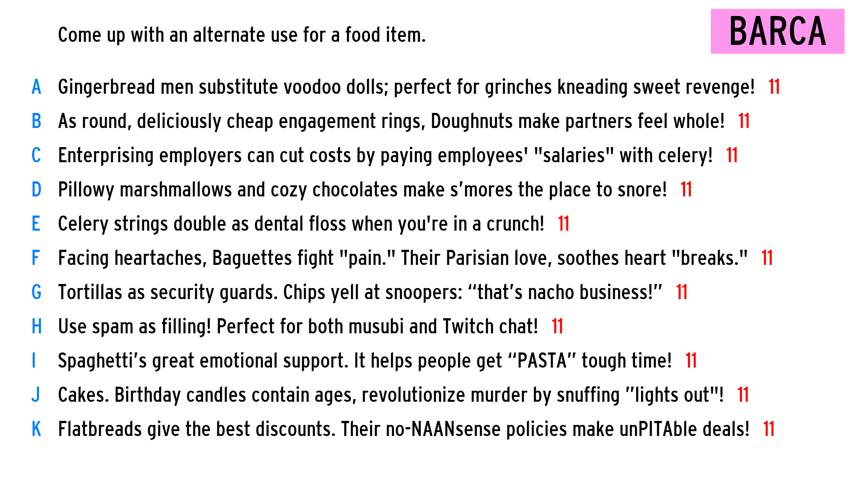 Come up with an alternate use for a food item.
BARCA
A Gingerbread men substitute voodoo dolls; perfect for grinches kneading sweet revenge! 11
B As round, deliciously cheap engagement rings, Doughnuts make partners feel whole! 11
C Enterprising employers can cut costs by paying employees' "salaries" with celery! 11
D Pillowy marshmallows and cozy chocolates make s’mores the place to snore! 11
E Celery strings double as dental floss when you're in a crunch! 11
F Facing heartaches, Baguettes fight "pain." Their Parisian love, soothes heart "breaks." 11
G Tortillas as security guards. Chips yell at snoopers: “that’s nacho business!” 11
H Use spam as filling! Perfect for both musubi and Twitch chat! 11
I Spaghetti’s great emotional support. It helps people get “PASTA” tough time! 11
J Cakes. Birthday candles contain ages, revolutionize murder by snuffing ”lights out"! 11
K Flatbreads give the best discounts. Their no-NAANsense policies make unPITAble deals! 11